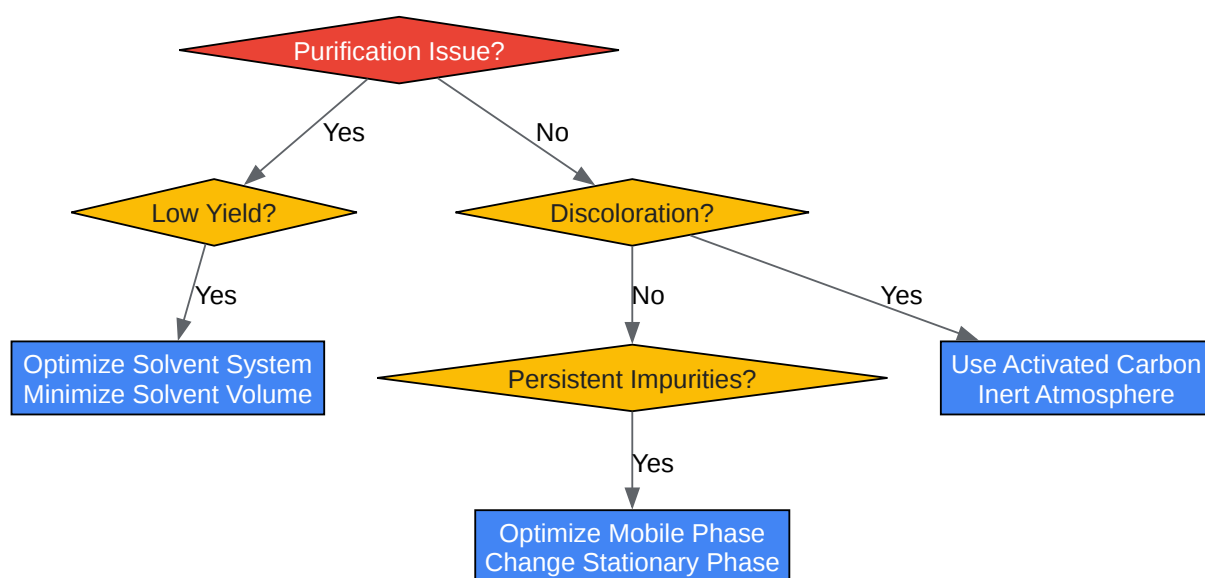 Purification Issue?
Yes
No
Low Yield?
Discoloration?
Yes
No
Yes
Optimize Solvent System
Minimize Solvent Volume
Persistent Impurities?
Use Activated Carbon
Inert Atmosphere
Yes
Optimize Mobile Phase
Change Stationary Phase